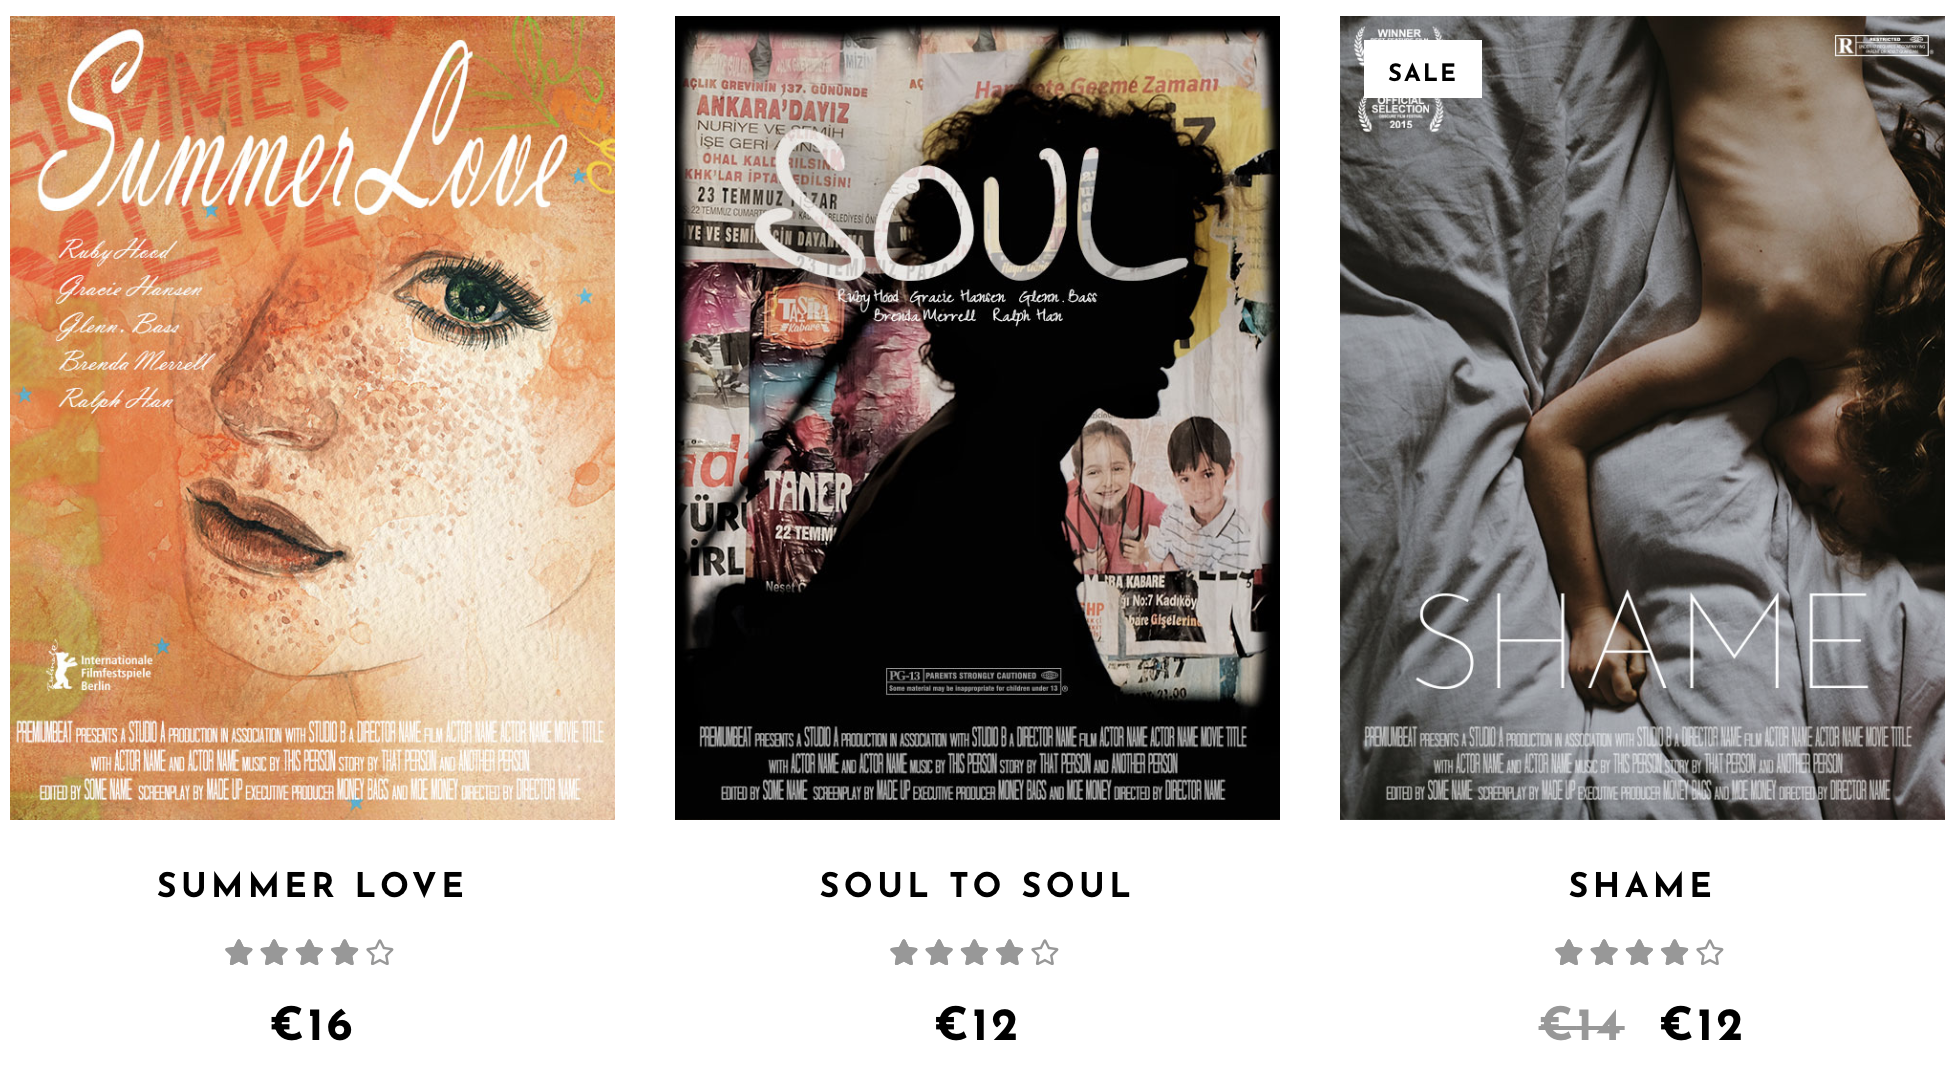 SUMMER
LOVE
Summer Love
Ruby Hood
Gracie Hansen
Glenn. Bass
Brenda Merrell
Ralph Han
Internationale
Filmfestspiele
Berlin
PREMIUMBEAT PRESENTS A STUDIO A PRODUCTION IN ASSOCIATION WITH STUDIO B A DIRECTOR NAME FILM ACTOR NAME ACTOR NAME MOVIE TITLE
WITH ACTOR NAME AND ACTOR NAME MUSIC BY THIS PERSON STORY BY THAT PERSON AND ANOTHER PERSON
EDITED BY SOME NAME SCREENPLAY BY MADE UP EXECUTIVE PRODUCER MONEY BAGS AND MOE MONEY DIRECTED BY DIRECTOR NAME
SUMMER LOVE
€16
AÇLIK GREVİNİN 137. GÜNÜNDE
ANKARA'DAYIZ
NURİYE VE SEMİH
İŞE GERİ
OHAL
23 TEMMUZ PAZAR
Geçme Zamanı
SOUL
Ruby Hood Gracie Hansen Glenn. Bass
Brenda Merrell Ralph Han
TANER
22 TEMM
KABARE
No:7 Kadıköy
Gişelerine
21.00
PG-13 PARENTS STRONGLY CAUTIONED
Some material may be inappropriate for children under 13
PREMIUMBEAT PRESENTS A STUDIO A PRODUCTION IN ASSOCIATION WITH STUDIO B A DIRECTOR NAME FILM ACTOR NAME ACTOR NAME MOVIE TITLE
WITH ACTOR NAME AND ACTOR NAME MUSIC BY THIS PERSON STORY BY THAT PERSON AND ANOTHER PERSON
EDITED BY SOME NAME SCREENPLAY BY MADE UP EXECUTIVE PRODUCER MONEY BAGS AND MOE MONEY DIRECTED BY DIRECTOR NAME
SOUL TO SOUL
€12
WINNER
SALE
OFFICIAL
SELECTION
2015
R RESTRICTED
SHAME
PREMIUMBEAT PRESENTS A STUDIO A PRODUCTION IN ASSOCIATION WITH STUDIO B A DIRECTOR NAME FILM ACTOR NAME ACTOR NAME MOVIE TITLE
WITH ACTOR NAME AND ACTOR NAME MUSIC BY THIS PERSON STORY BY THAT PERSON AND ANOTHER PERSON
EDITED BY SOME NAME SCREENPLAY BY MADE UP EXECUTIVE PRODUCER MONEY BAGS AND MOE MONEY DIRECTED BY DIRECTOR NAME
SHAME
€14 €12